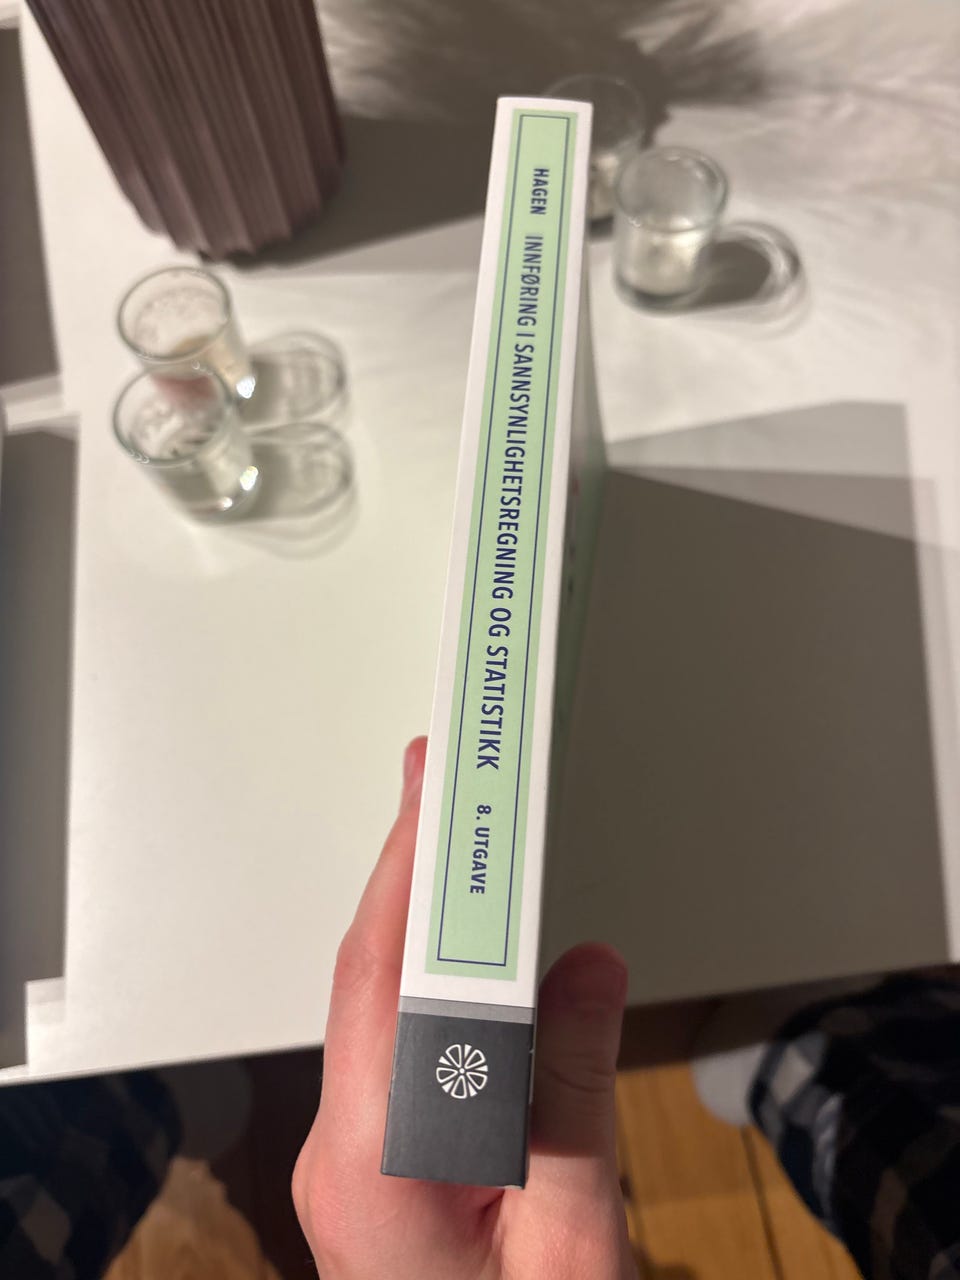 HAGEN INNFØRING I SANNSYNLIGHETSREGNING OG STATISTIKK 8. UTGAVE